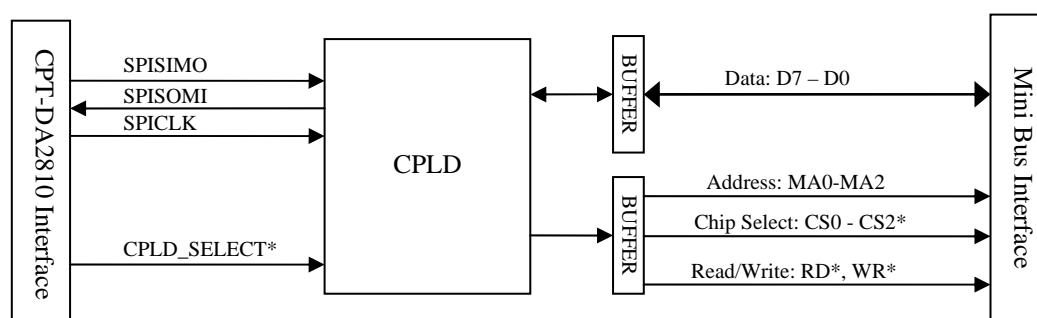 CPT-DA2810 Interface
SPISIMO
SPISOMI
SPICLK
CPLD_SELECT*
CPLD
BUFFER
BUFFER
Data: D7 – D0
Address: MA0-MA2
Chip Select: CS0 - CS2*
Read/Write: RD*, WR*
Mini Bus Interface